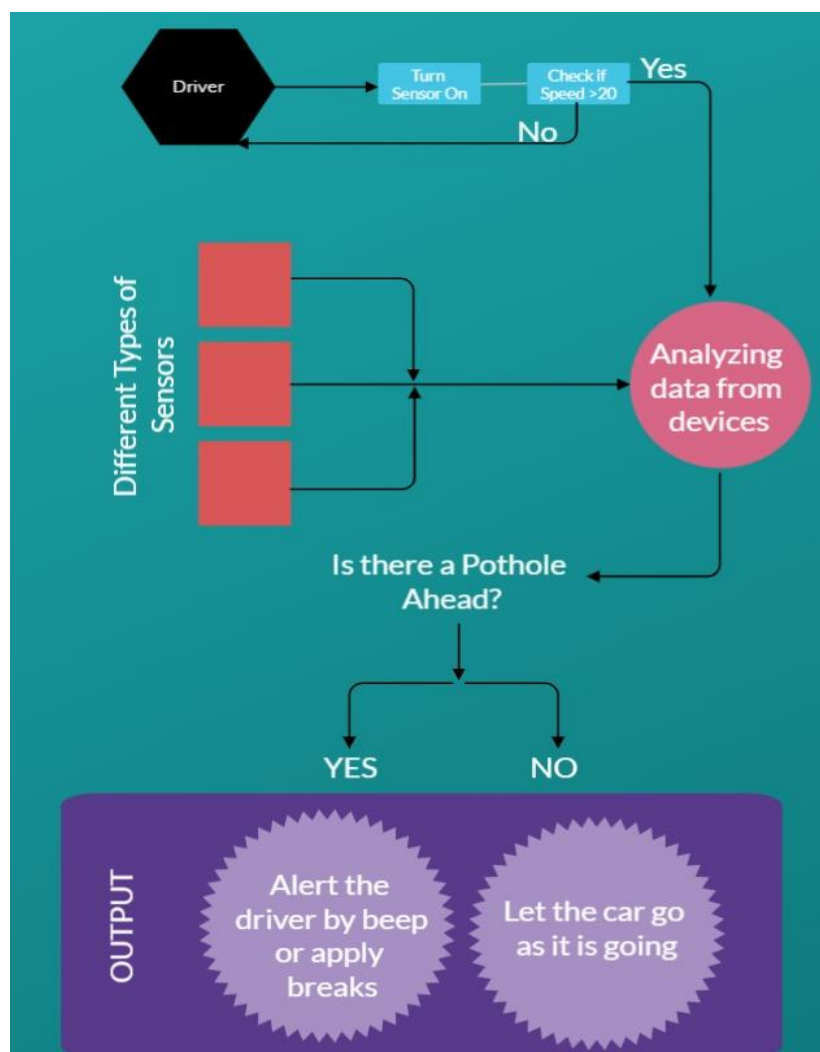 Driver
Turn
Sensor On
Check if
Speed >20
Yes
No
Different Types of
Sensors
Analyzing
data from
devices
Is there a Pothole
Ahead?
YES
NO
OUTPUT
Alert the
driver by beep
or apply
breaks
Let the car go
as it is going